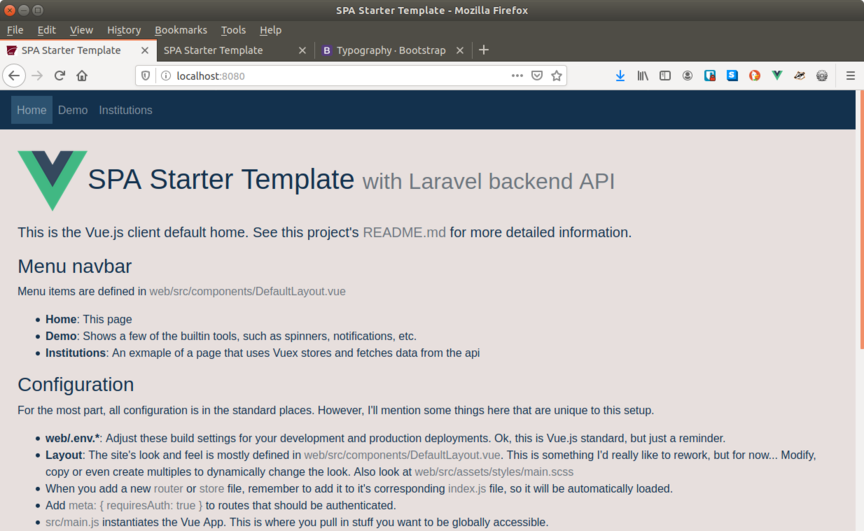 SPA Starter Template - Mozilla Firefox
File Edit View History Bookmarks Tools Help
SPA Starter Template SPA Starter Template B Typography · Bootstrap
localhost:8080
Home Demo Institutions
SPA Starter Template with Laravel backend API
This is the Vue.js client default home. See this project's README.md for more detailed information.
Menu navbar
Menu items are defined in web/src/components/DefaultLayout.vue
Home: This page
Demo: Shows a few of the builtin tools, such as spinners, notifications, etc.
Institutions: An exmaple of a page that uses Vuex stores and fetches data from the api
Configuration
For the most part, all configuration is in the standard places. However, I'll mention some things here that are unique to this setup.
web/.env.*: Adjust these build settings for your development and production deployments. Ok, this is Vue.js standard, but just a reminder.
Layout: The site's look and feel is mostly defined in web/src/components/DefaultLayout.vue. This is something I'd really like to rework, but for now... Modify,
copy or even create multiples to dynamically change the look. Also look at web/src/assets/styles/main.scss
When you add a new router or store file, remember to add it to it's corresponding index.js file, so it will be automatically loaded.
Add meta: { requiresAuth: true } to routes that should be authenticated.
src/main.js instantiates the Vue App. This is where you pull in stuff you want to be globally accessible.